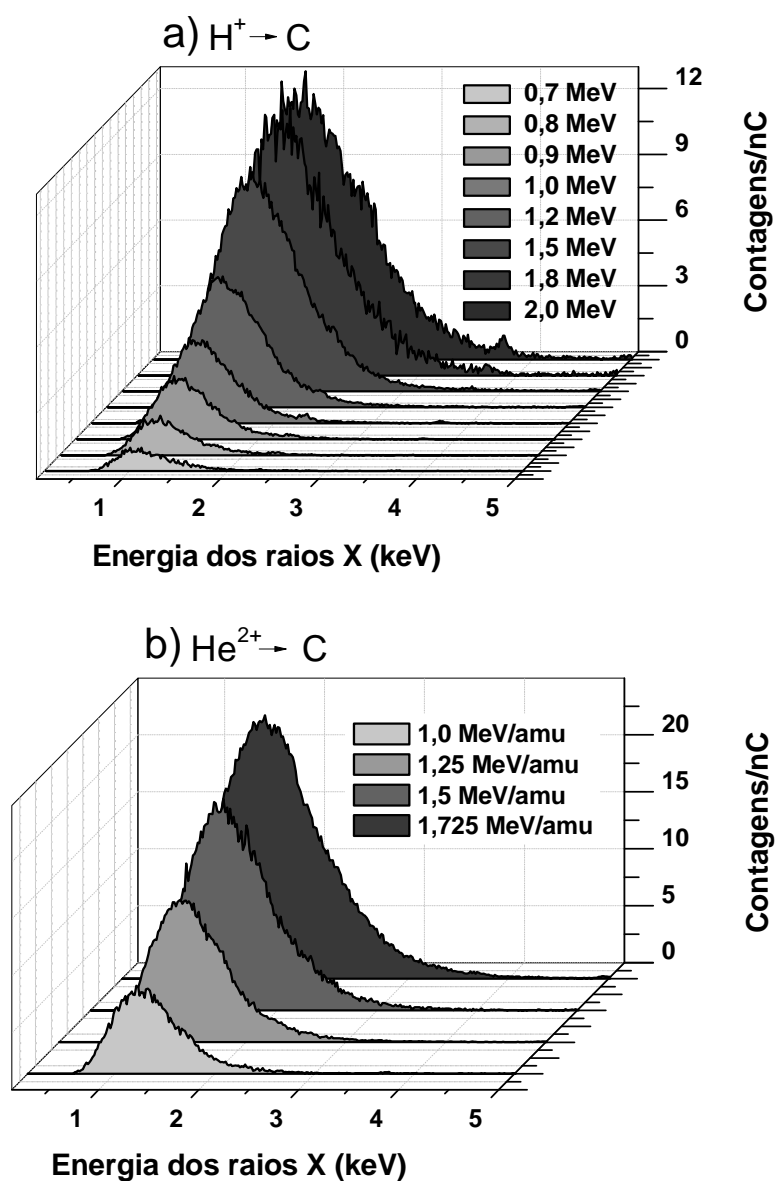 a) H⁺→ C
12
9
6
3
0
Contagens/nC
0,7 MeV
0,8 MeV
0,9 MeV
1,0 MeV
1,2 MeV
1,5 MeV
1,8 MeV
2,0 MeV
1 2 3 4 5
Energia dos raios X (keV)
b) He²⁺→ C
20
15
10
5
0
Contagens/nC
1,0 MeV/amu
1,25 MeV/amu
1,5 MeV/amu
1,725 MeV/amu
1 2 3 4 5
Energia dos raios X (keV)